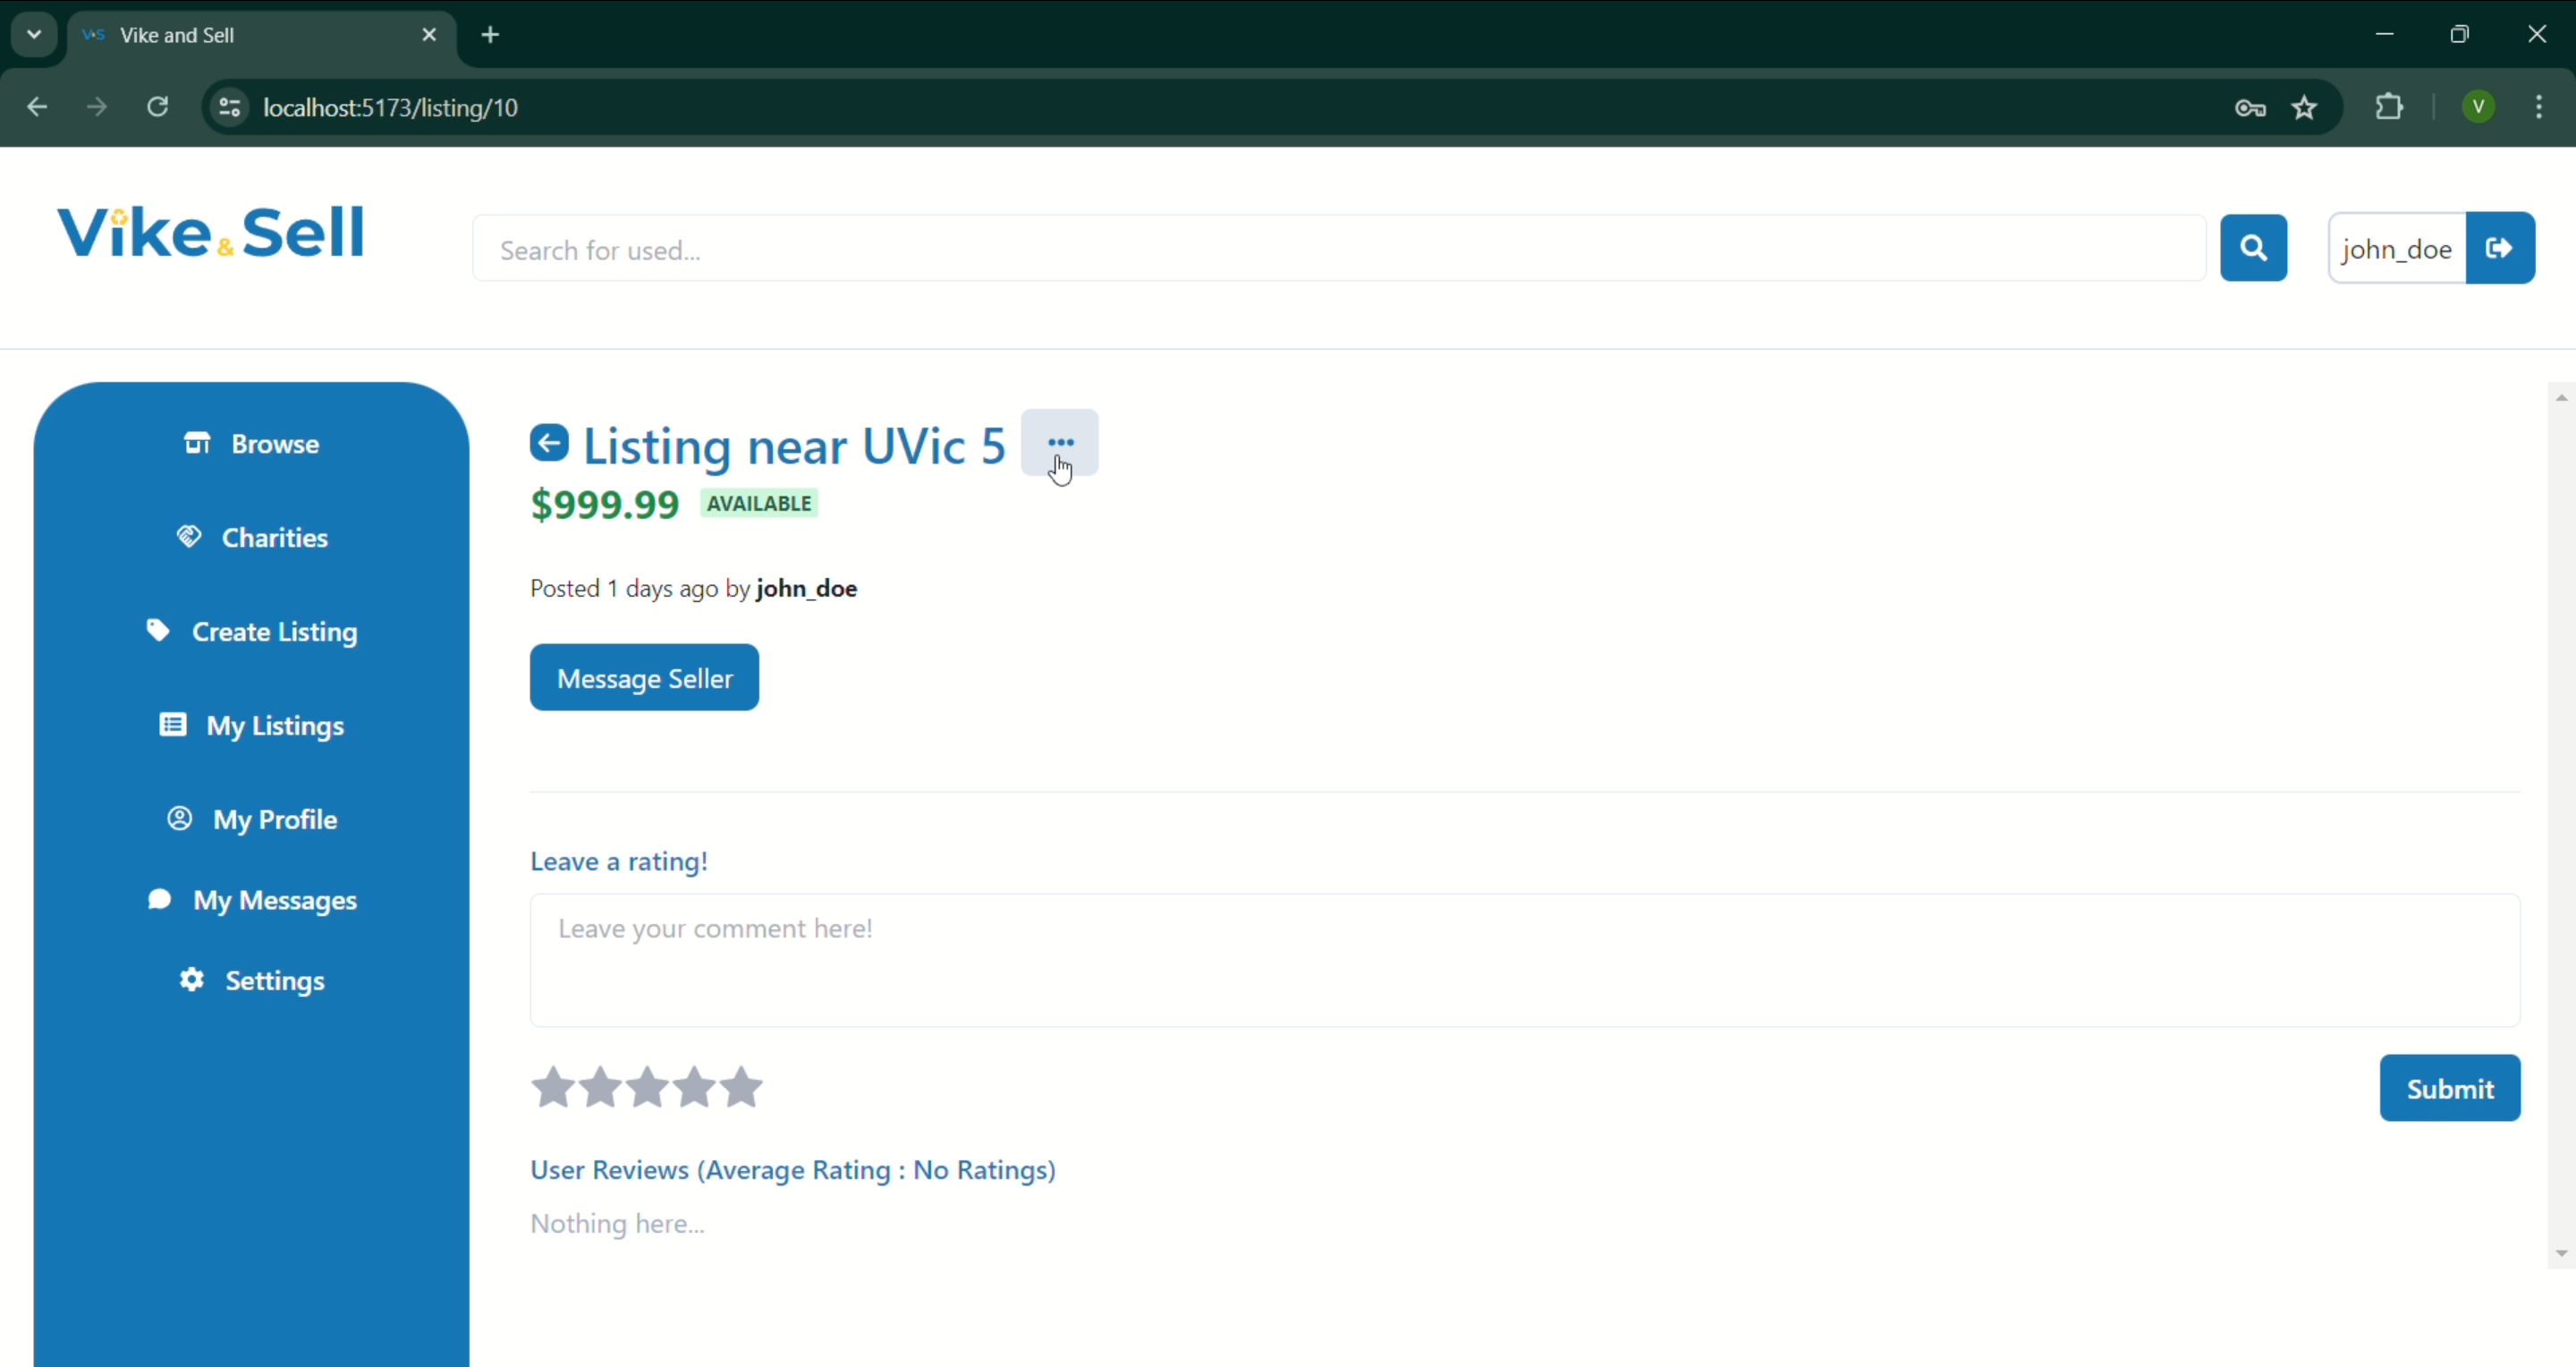 V&S Vike and Sell
localhost:5173/listing/10
V
Vike & Sell
Search for used...
john_doe
Browse
Charities
Create Listing
My Listings
My Profile
My Messages
Settings
Listing near UVic 5
$999.99 AVAILABLE
Posted 1 days ago by john_doe
Message Seller
Leave a rating!
Leave your comment here!
Submit
User Reviews (Average Rating : No Ratings)
Nothing here...